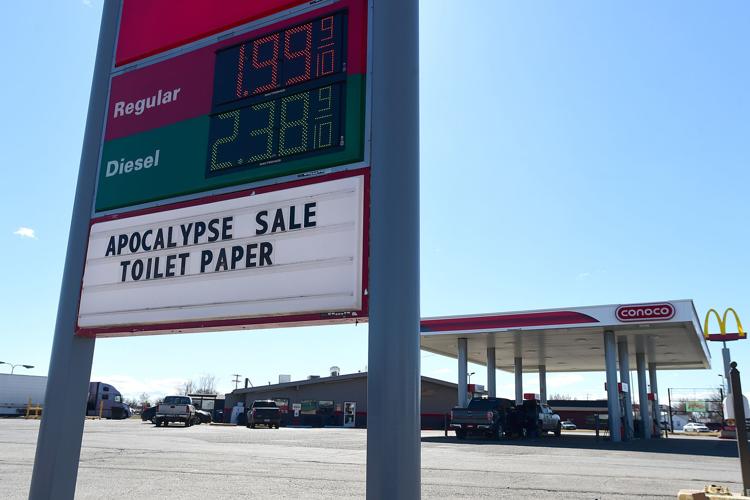 1.99 9/10
Regular
2.38 9/10
Diesel
APOCALYPSE SALE
TOILET PAPER
conoco